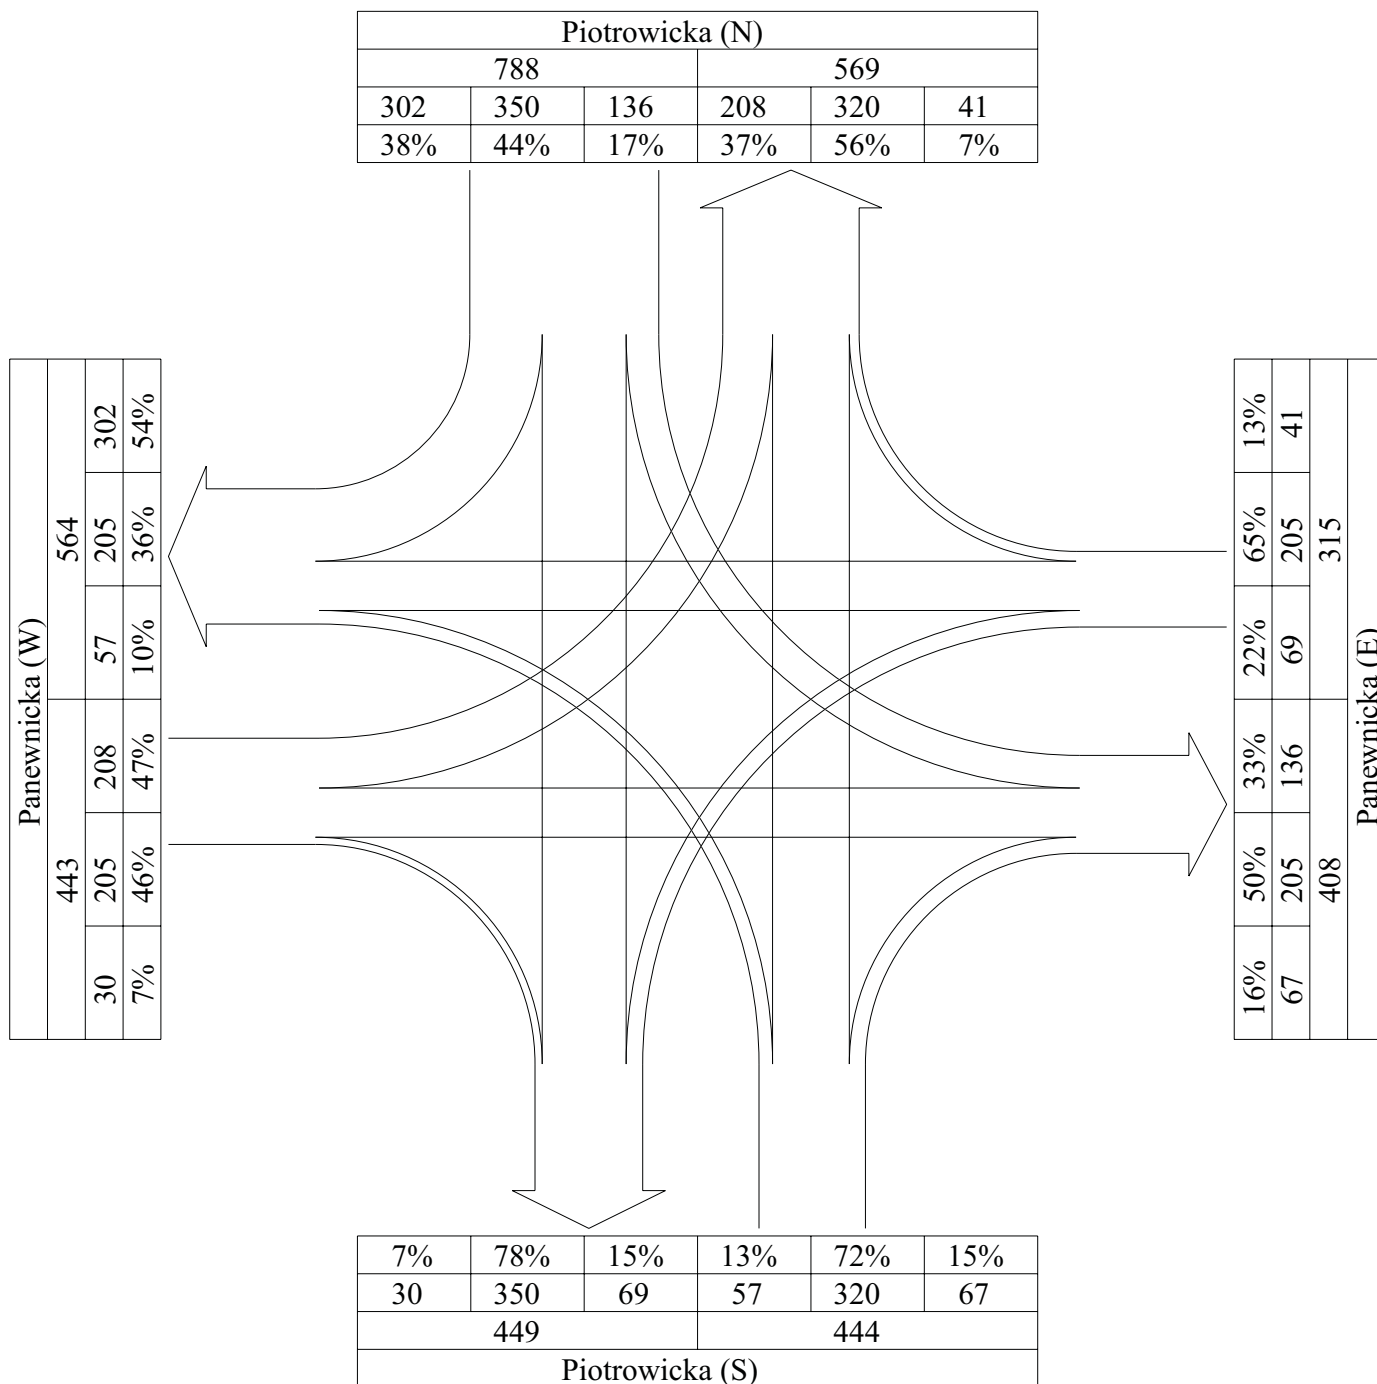 Piotrowicka (N)
788 569
302 350 136 208 320 41
38% 44% 17% 37% 56% 7%
Panewnicka (W)
564 443
302 205 57 208 205 30
54% 36% 10% 47% 46% 7%
13% 65% 22% 33% 50% 16%
41 205 69 136 205 67
315 408
Panewnicka (E)
7% 78% 15% 13% 72% 15%
30 350 69 57 320 67
449 444
Piotrowicka (S)